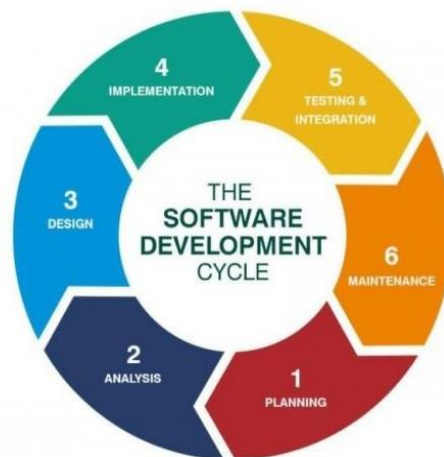 THE
SOFTWARE
DEVELOPMENT
CYCLE
1
PLANNING
2
ANALYSIS
3
DESIGN
4
IMPLEMENTATION
5
TESTING &
INTEGRATION
6
MAINTENANCE